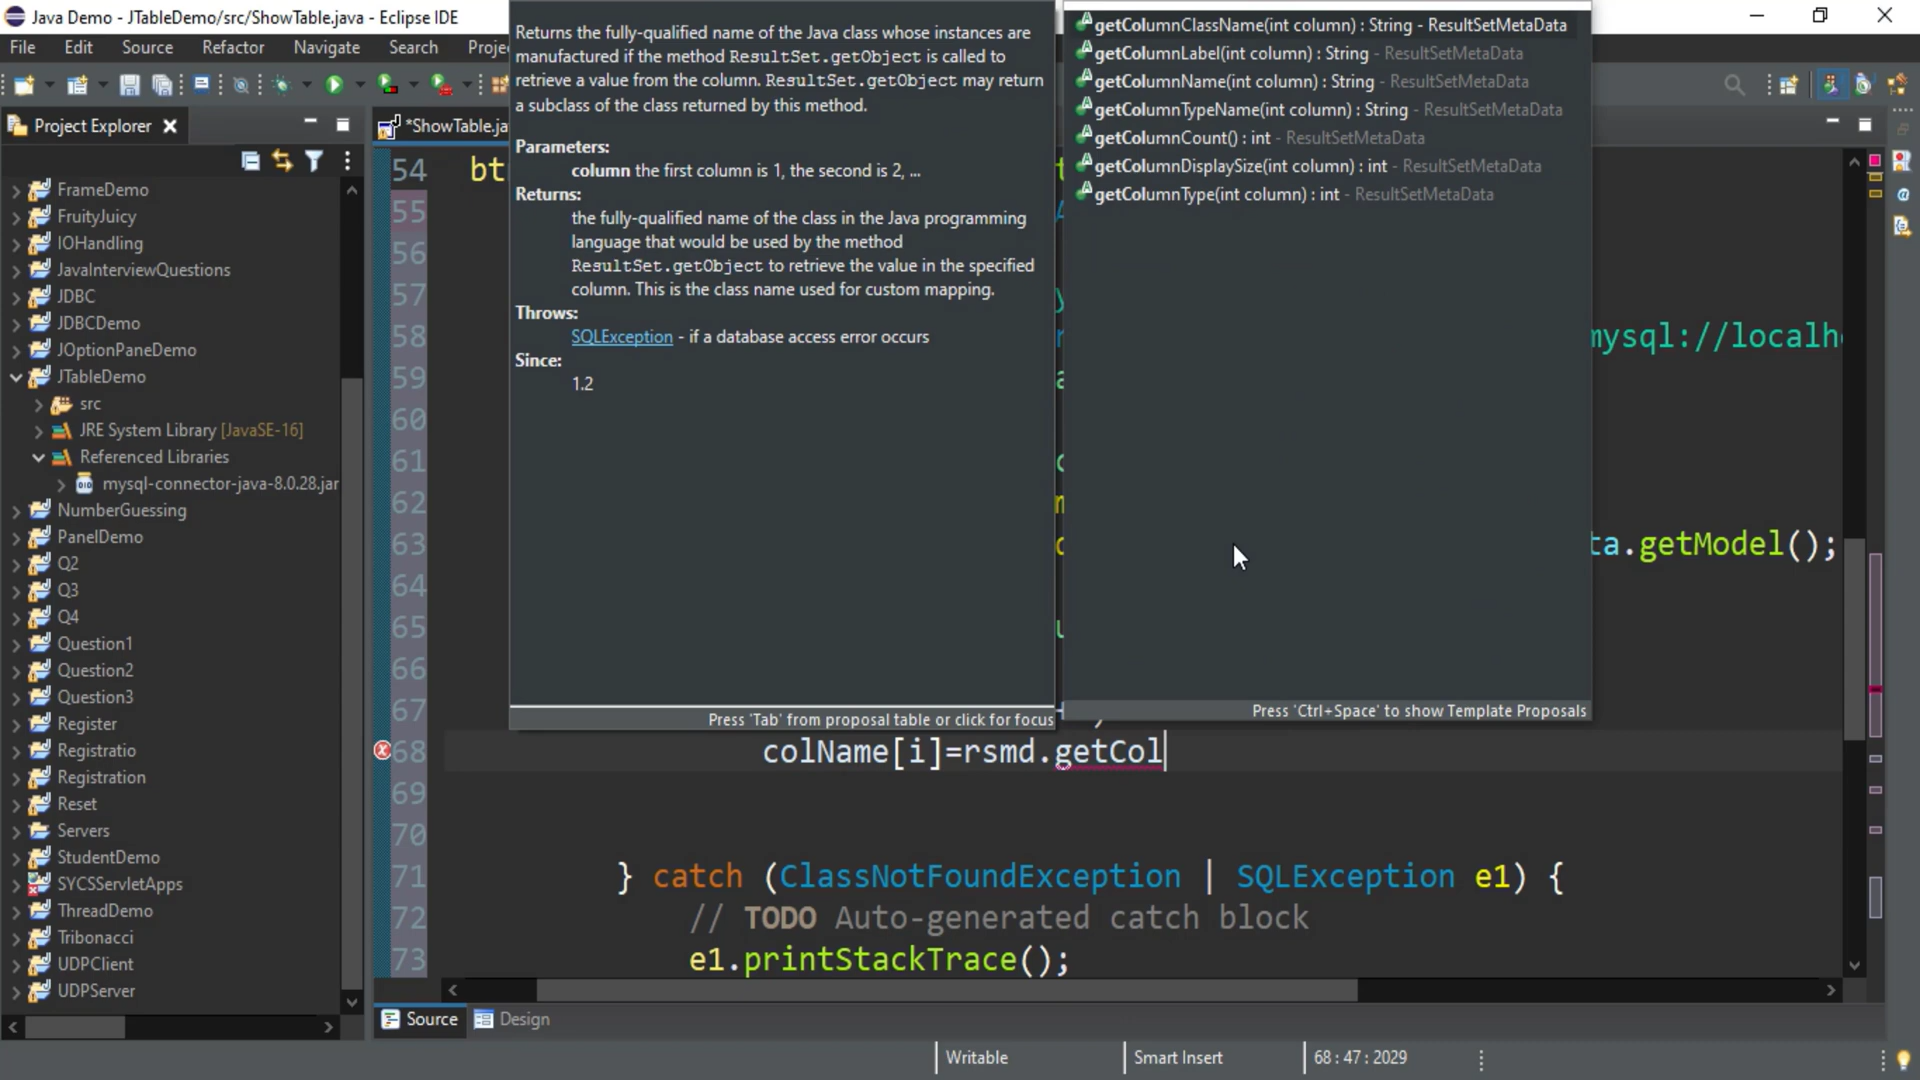 Java Demo - JTableDemo/src/ShowTable.java - Eclipse IDE
File Edit Source Refactor Navigate Search
Project Explorer
*ShowTable.ja
FrameDemo
FruityJuicy
IOHandling
JavaInterviewQuestions
JDBC
JDBCDemo
JOptionPaneDemo
JTableDemo
src
JRE System Library [JavaSE-16]
Referenced Libraries
mysql-connector-java-8.0.28.jar
NumberGuessing
PanelDemo
Q2
Q3
Q4
Question1
Question2
Question3
Register
Registratio
Registration
Reset
Servers
StudentDemo
SYCSServletApps
ThreadDemo
Tribonacci
UDPClient
UDPServer
Returns the fully-qualified name of the Java class whose instances are
manufactured if the method ResultSet.getObject is called to
retrieve a value from the column. ResultSet.getObject may return
a subclass of the class returned by this method.
Parameters:
column the first column is 1, the second is 2, ...
Returns:
the fully-qualified name of the class in the Java programming
language that would be used by the method
ResultSet.getObject to retrieve the value in the specified
column. This is the class name used for custom mapping.
Throws:
SQLException - if a database access error occurs
Since:
1.2
Press 'Tab' from proposal table or click for focus
getColumnClassName(int column) : String - ResultSetMetaData
getColumnLabel(int column) : String - ResultSetMetaData
getColumnName(int column) : String - ResultSetMetaData
getColumnTypeName(int column) : String - ResultSetMetaData
getColumnCount() : int - ResultSetMetaData
getColumnDisplaySize(int column) : int - ResultSetMetaData
getColumnType(int column) : int - ResultSetMetaData
Press 'Ctrl+Space' to show Template Proposals
54 bt
55
56
57
58 mysql://localh
59
60
61
62
63 ta.getModel();
64
65
66
67
68 colName[i]=rsmd.getCol
69
70
71 } catch (ClassNotFoundException | SQLException e1) {
72 // TODO Auto-generated catch block
73 e1.printStackTrace();
Source Design
Writable Smart Insert 68 : 47 : 2029